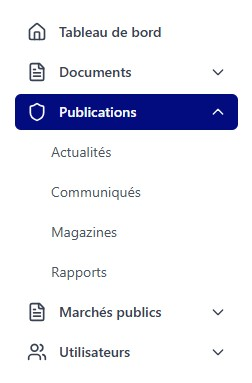 Tableau de bord
Documents
Publications
Actualités
Communiqués
Magazines
Rapports
Marchés publics
Utilisateurs